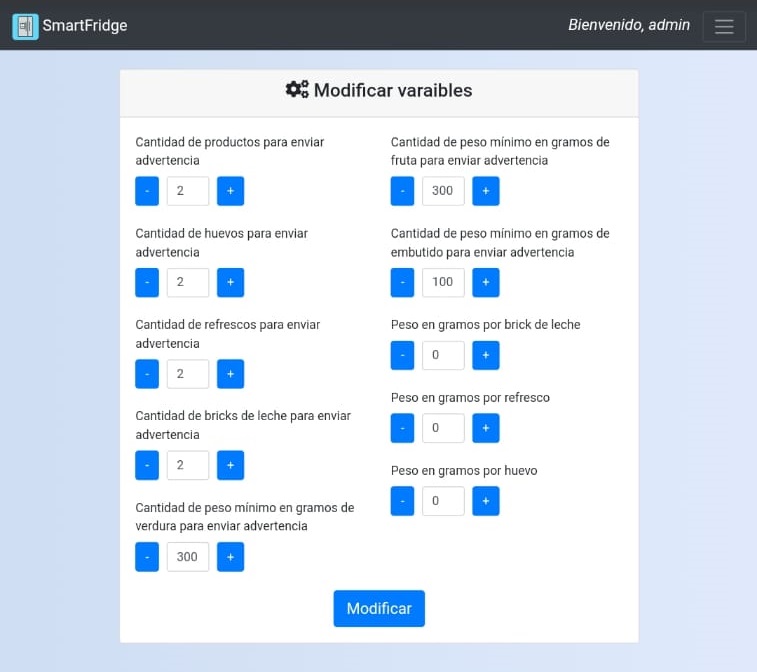 SmartFridge
Bienvenido, admin
Modificar varaibles
Cantidad de productos para enviar
advertencia
- 2 +
Cantidad de huevos para enviar
advertencia
- 2 +
Cantidad de refrescos para enviar
advertencia
- 2 +
Cantidad de bricks de leche para enviar
advertencia
- 2 +
Cantidad de peso mínimo en gramos de
verdura para enviar advertencia
- 300 +
Cantidad de peso mínimo en gramos de
fruta para enviar advertencia
- 300 +
Cantidad de peso mínimo en gramos de
embutido para enviar advertencia
- 100 +
Peso en gramos por brick de leche
- 0 +
Peso en gramos por refresco
- 0 +
Peso en gramos por huevo
- 0 +
Modificar